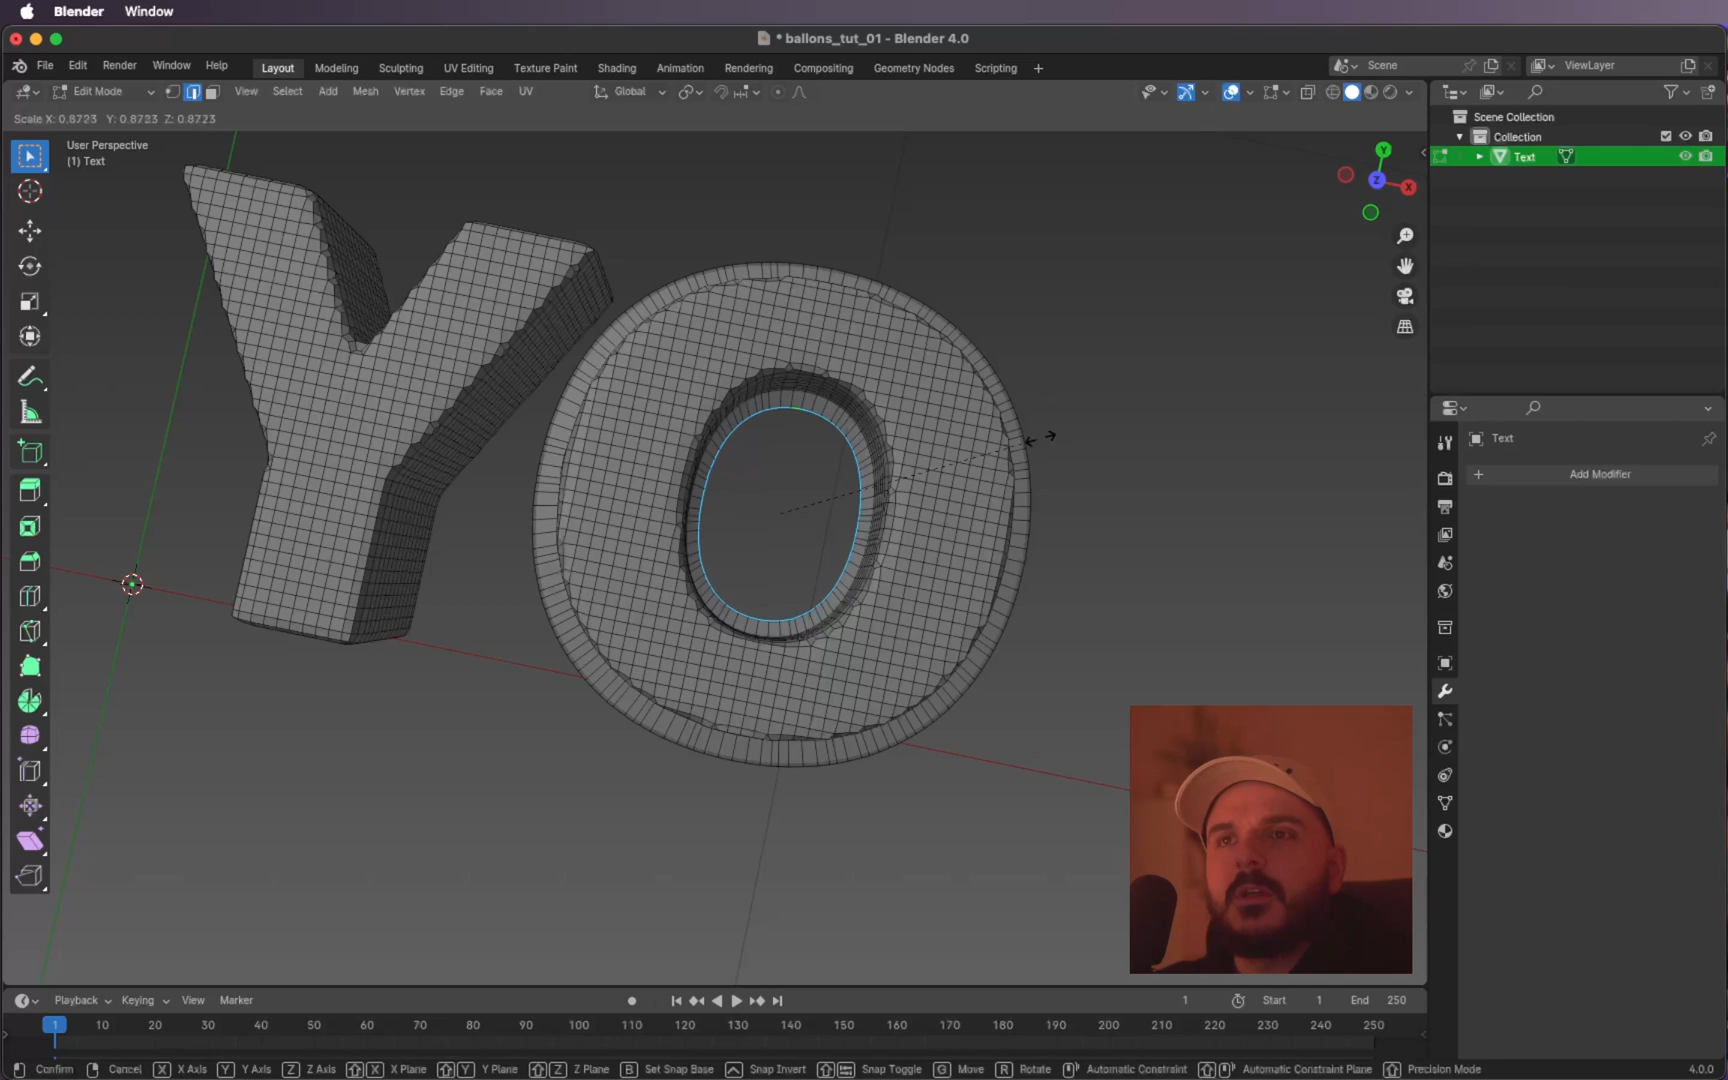 Blender Window
* ballons_tut_01 - Blender 4.0
File Edit Render Window Help Layout Modeling Sculpting UV Editing Texture Paint Shading Animation Rendering Compositing Geometry Nodes Scripting + Scene ViewLayer
Edit Mode View Select Add Mesh Vertex Edge Face UV Global
Scale X: 0.8723 Y: 0.8723 Z: 0.8723
Scene Collection
Collection
Text
User Perspective
(1) Text
Y
Z
X
Text
+ Add Modifier
YO
Playback Keying View Marker 1 Start 1 End 250
1 10 20 30 40 50 60 70 80 90 100 110 120 130 140 150 160 170 180 190 200 210 220 230 240 250
Confirm Cancel X X Axis Y Y Axis Z Z Axis X X Plane Y Y Plane Z Z Plane B Set Snap Base Snap Invert Snap Toggle G Move R Rotate Automatic Constraint Automatic Constraint Plane Precision Mode 4.0.0